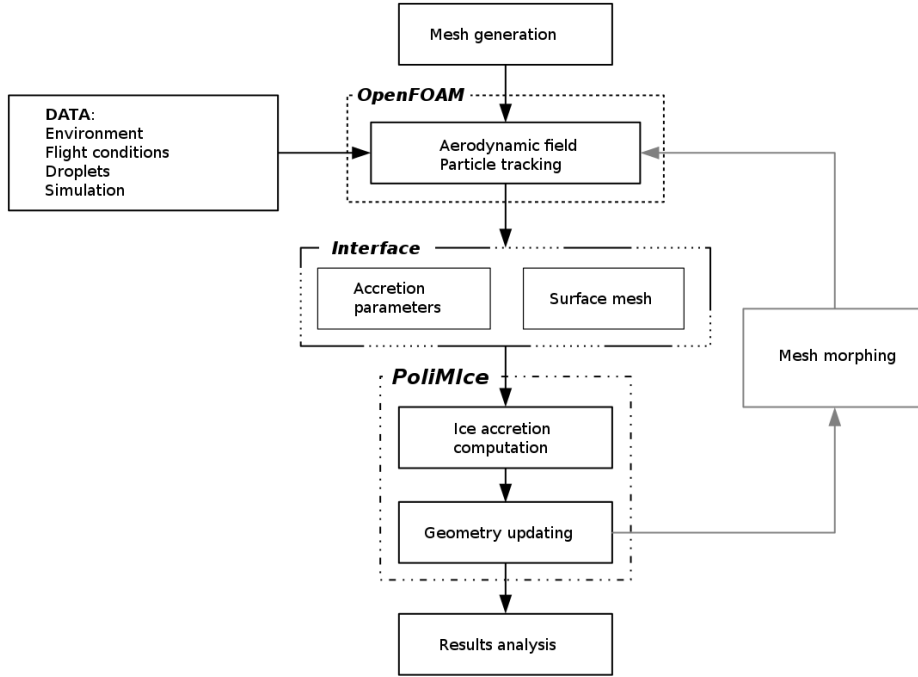 Mesh generation
OpenFOAM
DATA:
Environment
Flight conditions
Droplets
Simulation
Aerodynamic field
Particle tracking
Interface
Accretion
parameters
Surface mesh
Mesh morphing
PoliMIce
Ice accretion
computation
Geometry updating
Results analysis